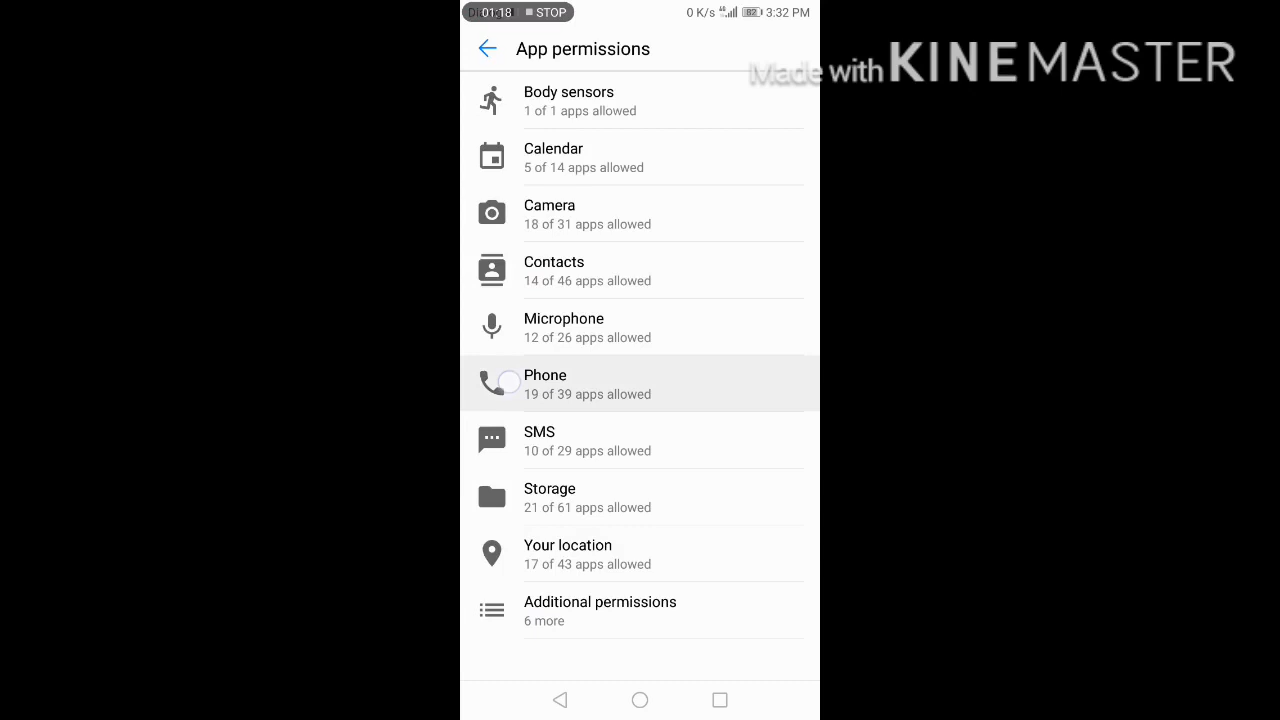 01:18 STOP 0 K/s 4G 82 3:32 PM
App permissions
Made with KINEMASTER
Body sensors
1 of 1 apps allowed
Calendar
5 of 14 apps allowed
Camera
18 of 31 apps allowed
Contacts
14 of 46 apps allowed
Microphone
12 of 26 apps allowed
Phone
19 of 39 apps allowed
SMS
10 of 29 apps allowed
Storage
21 of 61 apps allowed
Your location
17 of 43 apps allowed
Additional permissions
6 more